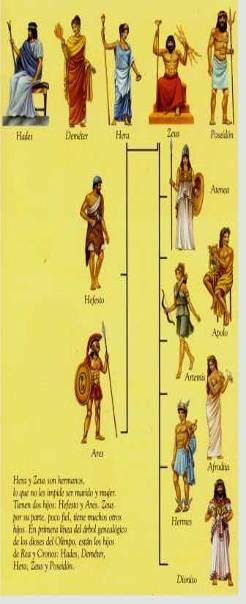 Hades Deméter Hera Zeus Poseidón
Atenea
Hefesto
Apolo
Artemis
Ares
Afrodita
Hermes
Dioniso
Hera y Zeus son hermanos,
lo que no les impide ser marido y mujer.
Tienen dos hijos: Hefesto y Ares. Zeus
por su parte, poco fiel, tiene muchos otros
hijos. En primera línea del árbol genealógico
de los dioses del Olimpo, están los hijos
de Rea y Cronos: Hades, Deméter,
Hera, Zeus y Poseidón.